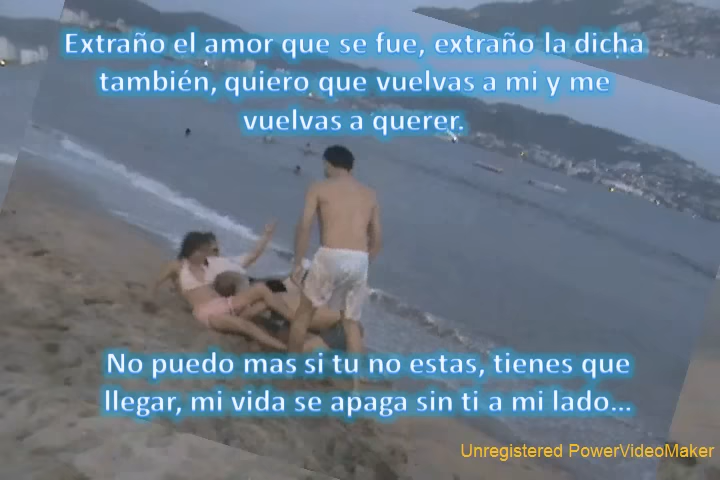 Extraño el amor que se fue, extraño la dicha
también, quiero que vuelvas a mi y me
vuelvas a querer.
No puedo mas si tu no estas, tienes que
llegar, mi vida se apaga sin ti a mi lado...
Unregistered PowerVideoMaker